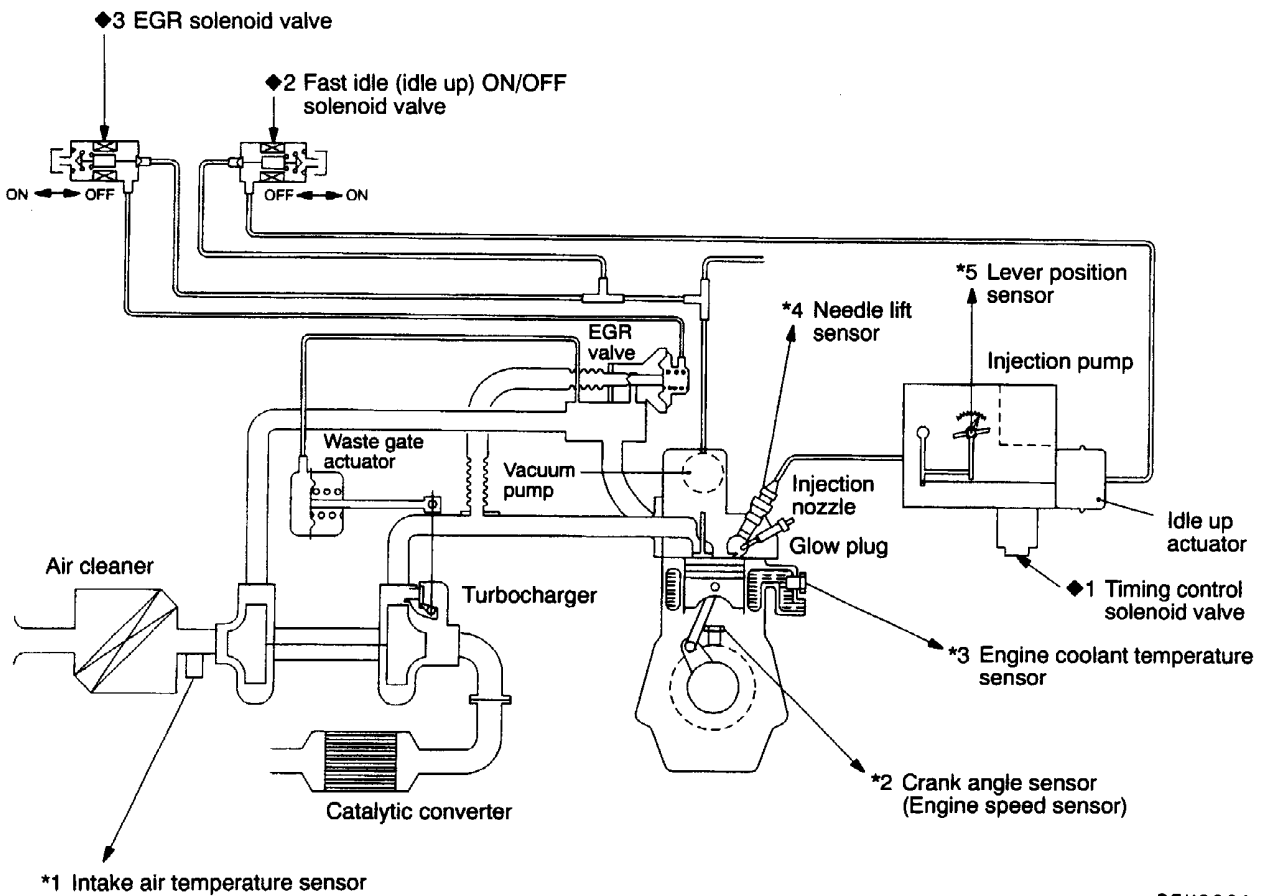 ◆3 EGR solenoid valve
◆2 Fast idle (idle up) ON/OFF
solenoid valve
ON OFF
OFF ON
*5 Lever position
sensor
*4 Needle lift
sensor
EGR
valve
Injection pump
Waste gate
actuator
Vacuum
pump
Injection
nozzle
Glow plug
Idle up
actuator
Air cleaner
Turbocharger
◆1 Timing control
solenoid valve
*3 Engine coolant temperature
sensor
*2 Crank angle sensor
(Engine speed sensor)
Catalytic converter
*1 Intake air temperature sensor